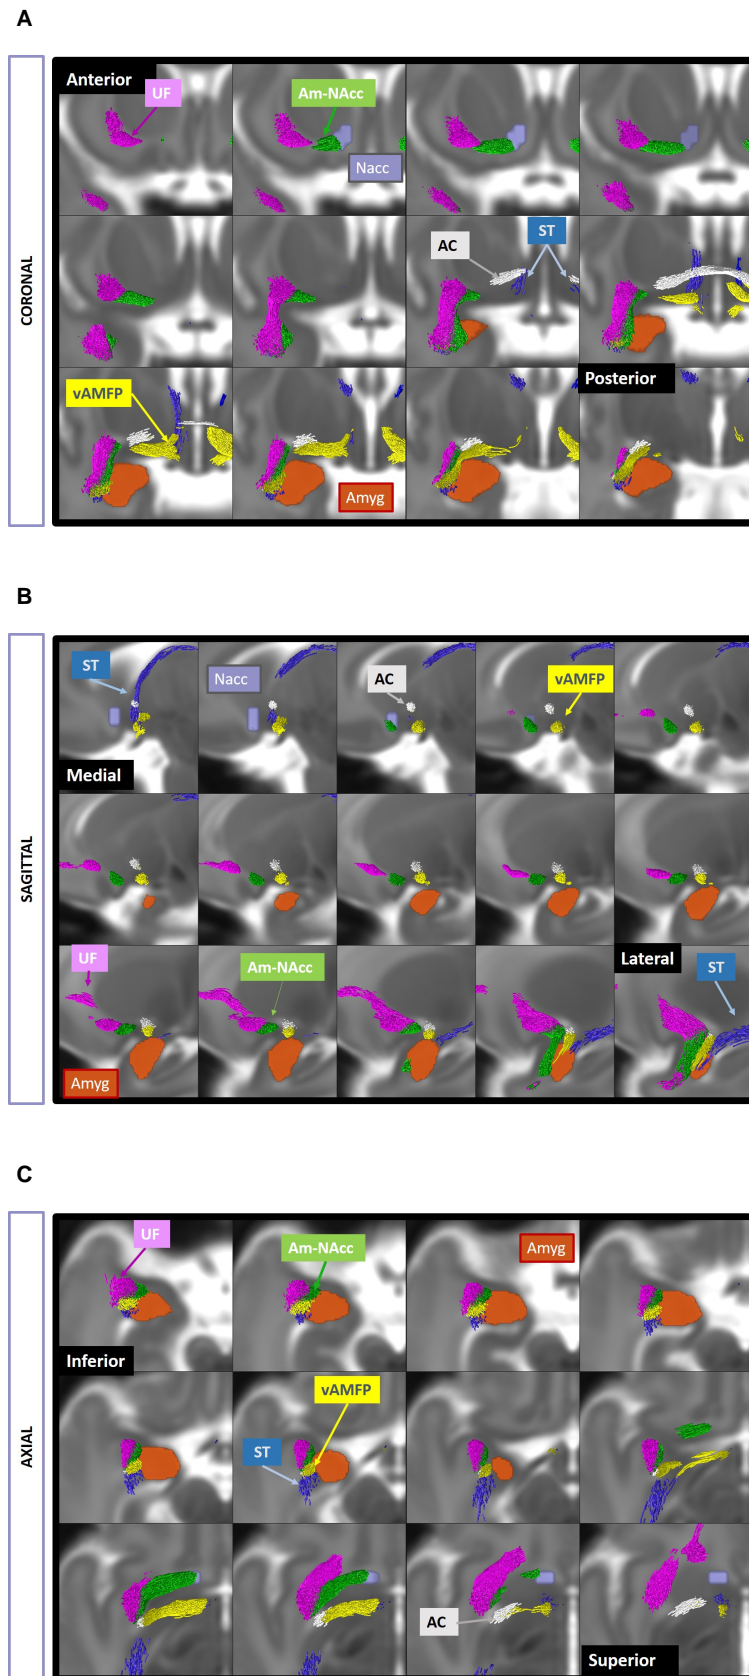 A
CORONAL
Anterior
UF
Am-NAcc
Nacc
AC
ST
Posterior
vAMFP
Amyg
B
SAGITTAL
ST
Nacc
AC
vAMFP
Medial
UF
Am-NAcc
Lateral
ST
Amyg
C
AXIAL
UF
Am-NAcc
Amyg
Inferior
vAMFP
ST
AC
Superior